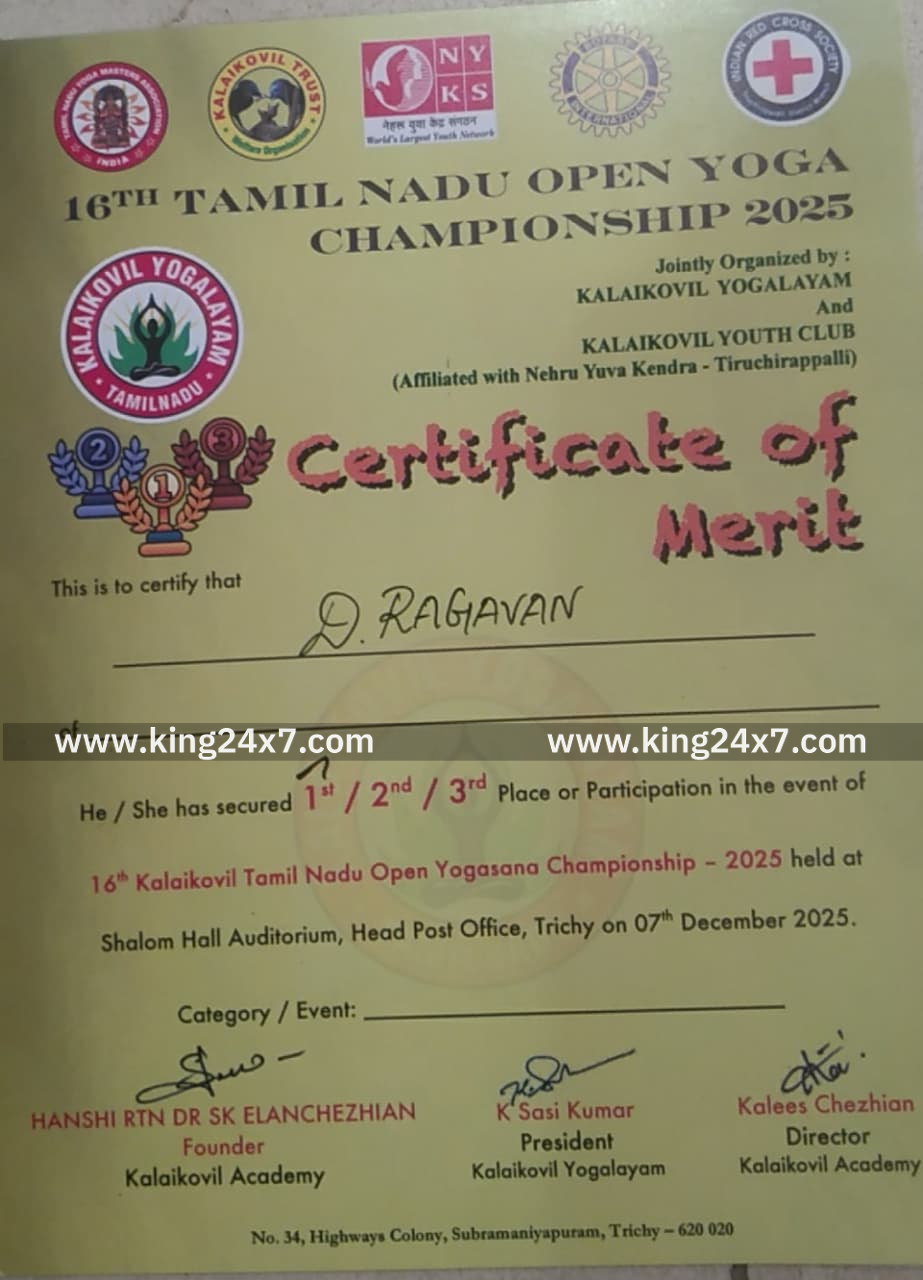 TAMIL NADU YOGA MASTERS ASSOCIATION
INDIA
KALAIKOVIL TRUST
Welfare Organisation
NY
KS
नेहरू युवा केंद्र संगठन
World's Largest Youth Network
ROTARY
INTERNATIONAL
INDIAN RED CROSS SOCIETY
16TH TAMIL NADU OPEN YOGA
CHAMPIONSHIP 2025
Jointly Organized by :
KALAIKOVIL YOGALAYAM
And
KALAIKOVIL YOUTH CLUB
(Affiliated with Nehru Yuva Kendra - Tiruchirappalli)
KALAIKOVIL YOGALAYAM
TAMILNADU
2 1 3
Certificate of
Merit
This is to certify that
D. RAGAVAN
of
www.king24x7.com www.king24x7.com
He / She has secured 1st / 2nd / 3rd Place or Participation in the event of
16th Kalaikovil Tamil Nadu Open Yogasana Championship – 2025 held at
Shalom Hall Auditorium, Head Post Office, Trichy on 07th December 2025.
Category / Event:
HANSHI RTN DR SK ELANCHEZHIAN
Founder
Kalaikovil Academy
K Sasi Kumar
President
Kalaikovil Yogalayam
Kalees Chezhian
Director
Kalaikovil Academy
No. 34, Highways Colony, Subramaniyapuram, Trichy – 620 020